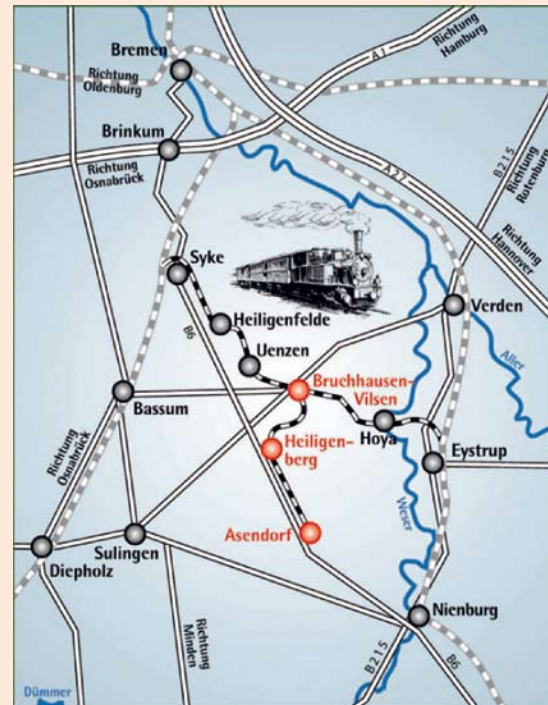 Bremen
Richtung
Hamburg
A1
Richtung
Oldenburg
Brinkum
Richtung
Osnabrück
A27
B215
Richtung
Rotenburg
Richtung
Hannover
Syke
B6
Heiligenfelde
Verden
Uenzen
Aller
Bruchhausen-
Vilsen
Bassum
Hoya
Heiligen-
berg
Eystrup
Richtung
Osnabrück
Weser
Asendorf
Sulingen
Diepholz
Richtung
Minden
Nienburg
B215
B6
Dümmer